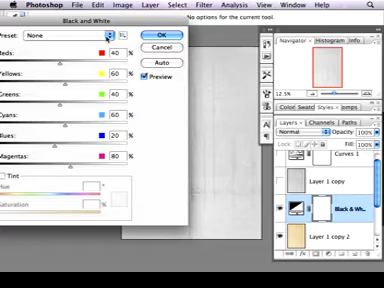 Photoshop File Edit Image Layer Select Filter Analysis View Window Help
No options for the current tool.
Black and White
Preset: None
OK
Cancel
Auto
Preview
Reds: 40 %
Yellows: 60 %
Greens: 40 %
Cyans: 60 %
Blues: 20 %
Magentas: 80 %
Tint
Hue °
Saturation %
Navigator Histogram Info
12.5%
Color Swatch Styles omps
Layers Channels Paths
Normal Opacity: 100%
Lock: Fill: 100%
Curves 1
Layer 1 copy
Black & Wh...
Layer 1 copy 2